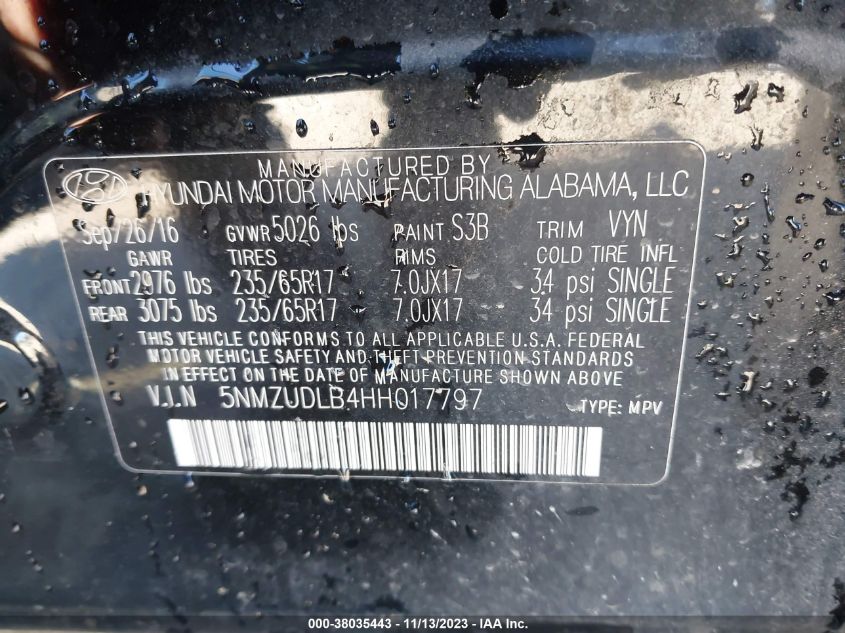 MANUFACTURED BY
HYUNDAI MOTOR MANUFACTURING ALABAMA, LLC
Sep/26/16 GVWR 5026 lbs PAINT S3B TRIM VYN
GAWR TIRES RIMS COLD TIRE INFL
FRONT 2976 lbs 235/65R17 7.0JX17 34 psi SINGLE
REAR 3075 lbs 235/65R17 7.0JX17 34 psi SINGLE
THIS VEHICLE CONFORMS TO ALL APPLICABLE U.S.A. FEDERAL
MOTOR VEHICLE SAFETY AND THEFT PREVENTION STANDARDS
IN EFFECT ON THE DATE OF MANUFACTURE SHOWN ABOVE.
V.I.N 5NMZUDLB4HH017797 TYPE: MPV
000-38035443 - 11/13/2023 - IAA Inc.